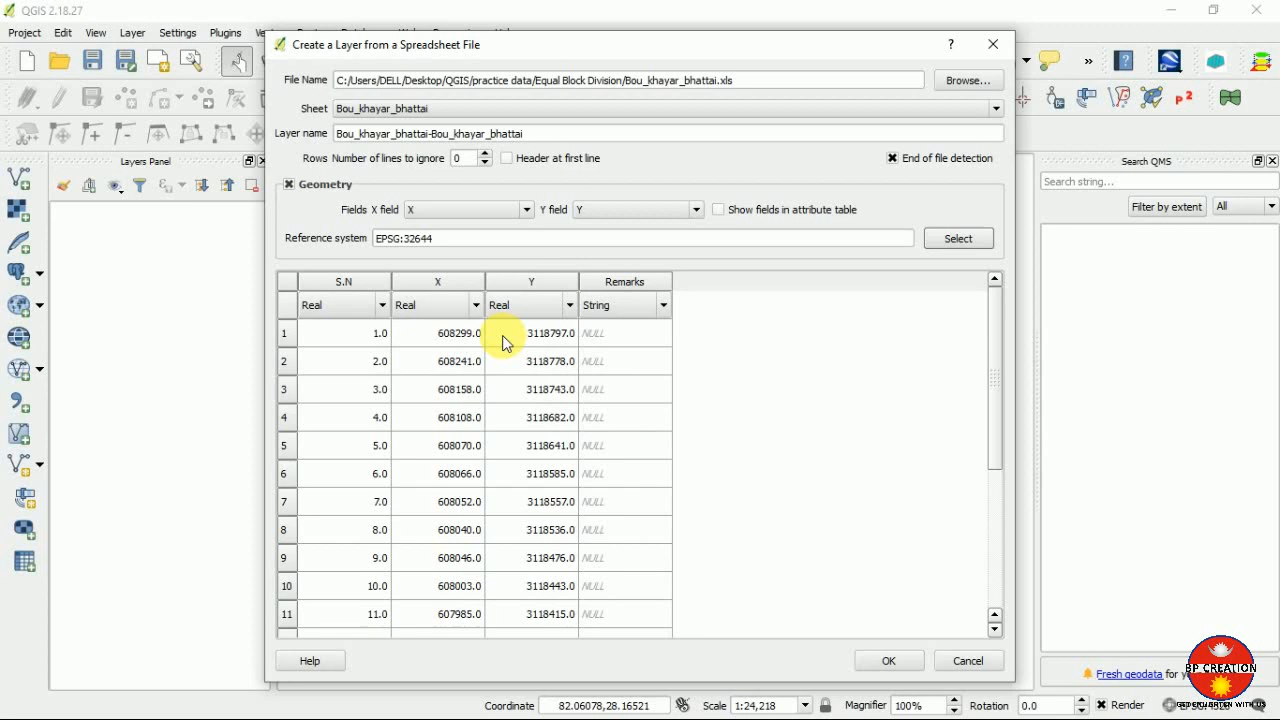 QGIS 2.18.27
Project Edit View Layer Settings Plugins
Create a Layer from a Spreadsheet File ?
File Name C:/Users/DELL/Desktop/QGIS/practice data/Equal Block Division/Bou_khayar_bhattai.xls Browse...
Sheet Bou_khayar_bhattai
Layer name Bou_khayar_bhattai-Bou_khayar_bhattai
Rows Number of lines to ignore 0 Header at first line End of file detection
Layers Panel
Search QMS
Search string...
Filter by extent All
Geometry
Fields X field X Y field Y Show fields in attribute table
Reference system EPSG:32644 Select
S.N X Y Remarks
Real Real Real String
1 1.0 608299.0 3118797.0 NULL
2 2.0 608241.0 3118778.0 NULL
3 3.0 608158.0 3118743.0 NULL
4 4.0 608108.0 3118682.0 NULL
5 5.0 608070.0 3118641.0 NULL
6 6.0 608066.0 3118585.0 NULL
7 7.0 608052.0 3118557.0 NULL
8 8.0 608040.0 3118536.0 NULL
9 9.0 608046.0 3118476.0 NULL
10 10.0 608003.0 3118443.0 NULL
11 11.0 607985.0 3118415.0 NULL
Help OK Cancel
Fresh geodata for
BP CREATION
Coordinate 82.06078,28.16521 Scale 1:24,218 Magnifier 100% Rotation 0.0 Render